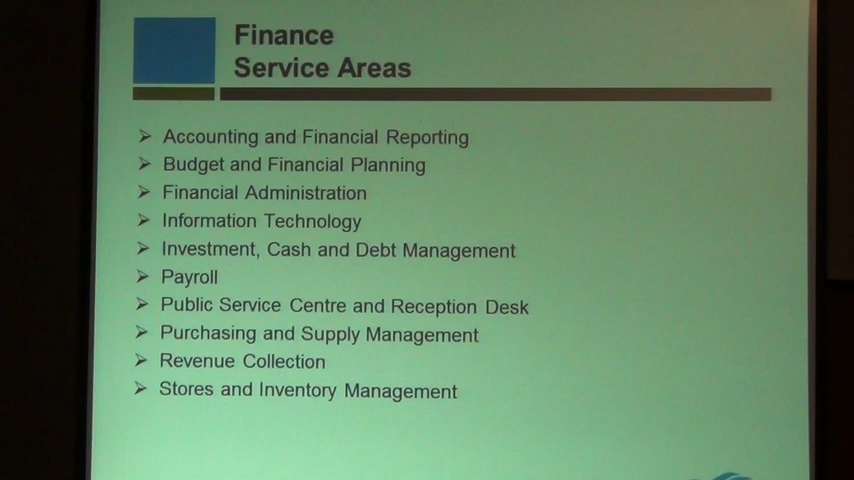 Finance
Service Areas
Accounting and Financial Reporting
Budget and Financial Planning
Financial Administration
Information Technology
Investment, Cash and Debt Management
Payroll
Public Service Centre and Reception Desk
Purchasing and Supply Management
Revenue Collection
Stores and Inventory Management